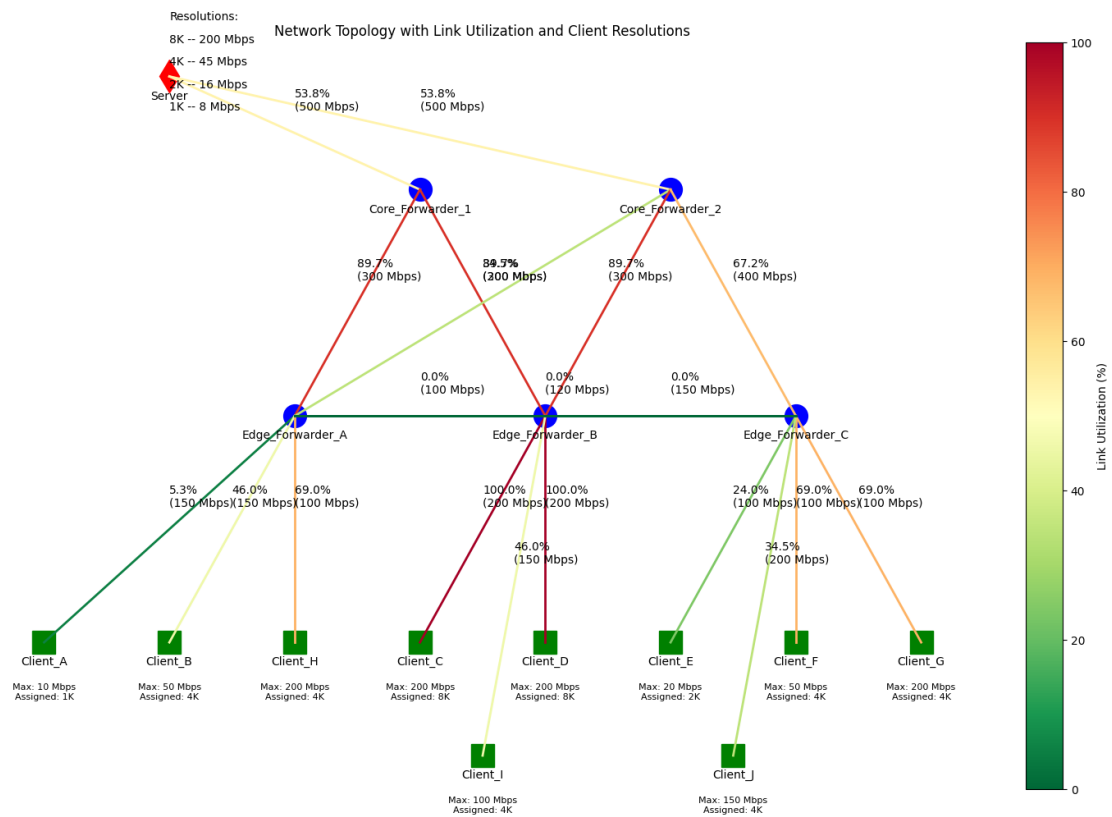 Resolutions:
Network Topology with Link Utilization and Client Resolutions
8K -- 200 Mbps
4K -- 45 Mbps
2K -- 16 Mbps
Server
1K -- 8 Mbps
53.8%
(500 Mbps)
53.8%
(500 Mbps)
Core_Forwarder_1
Core_Forwarder_2
89.7%
(300 Mbps)
89.7%
(300 Mbps)
67.2%
(400 Mbps)
0.0%
(100 Mbps)
0.0%
(120 Mbps)
0.0%
(150 Mbps)
Edge_Forwarder_A
Edge_Forwarder_B
Edge_Forwarder_C
5.3%
(150 Mbps)
46.0%
(150 Mbps)
69.0%
(100 Mbps)
100.0%
(200 Mbps)
100.0%
(200 Mbps)
24.0%
(100 Mbps)
69.0%
(100 Mbps)
69.0%
(100 Mbps)
46.0%
(150 Mbps)
34.5%
(200 Mbps)
Client_A
Max: 10 Mbps
Assigned: 1K
Client_B
Max: 50 Mbps
Assigned: 4K
Client_H
Max: 200 Mbps
Assigned: 4K
Client_C
Max: 200 Mbps
Assigned: 8K
Client_D
Max: 200 Mbps
Assigned: 8K
Client_E
Max: 20 Mbps
Assigned: 2K
Client_F
Max: 50 Mbps
Assigned: 4K
Client_G
Max: 200 Mbps
Assigned: 4K
Client_I
Max: 100 Mbps
Assigned: 4K
Client_J
Max: 150 Mbps
Assigned: 4K
100
80
60
40
20
0
Link Utilization (%)